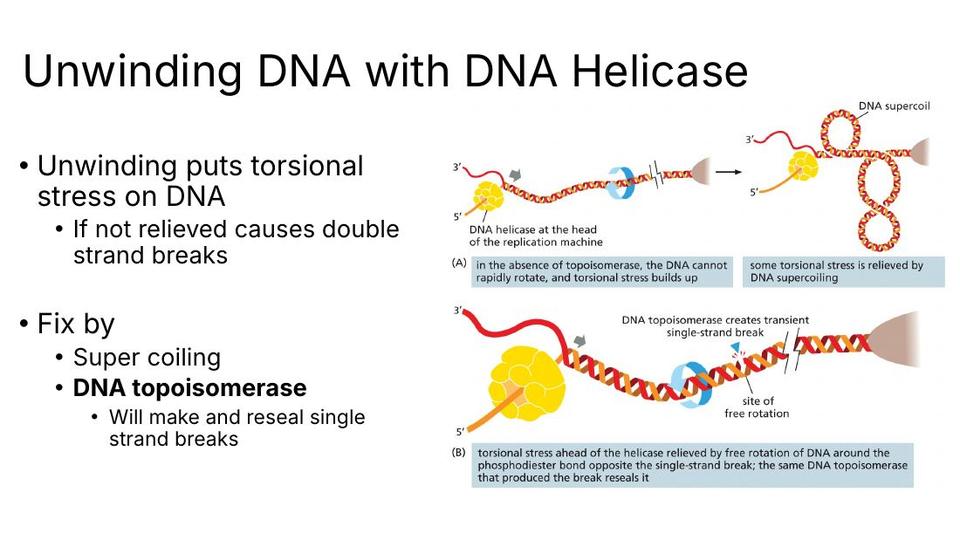 Unwinding DNA with DNA Helicase
• Unwinding puts torsional
stress on DNA
• If not relieved causes double
strand breaks
• Fix by
• Super coiling
• DNA topoisomerase
• Will make and reseal single
strand breaks
DNA supercoil
3′
3′
5′
5′
DNA helicase at the head
of the replication machine
(A)
in the absence of topoisomerase, the DNA cannot
rapidly rotate, and torsional stress builds up
some torsional stress is relieved by
DNA supercoiling
3′
DNA topoisomerase creates transient
single-strand break
site of
free rotation
5′
(B)
torsional stress ahead of the helicase relieved by free rotation of DNA around the
phosphodiester bond opposite the single-strand break; the same DNA topoisomerase
that produced the break reseals it